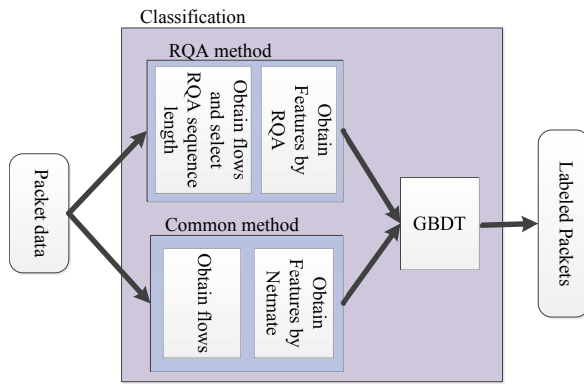 Classification
RQA method
Obtain flows
and select
RQA sequence
length
Obtain
Features by
RQA
Packet data
Common method
Obtain flows
Obtain
Features by
Netmate
GBDT
Labeled Packets